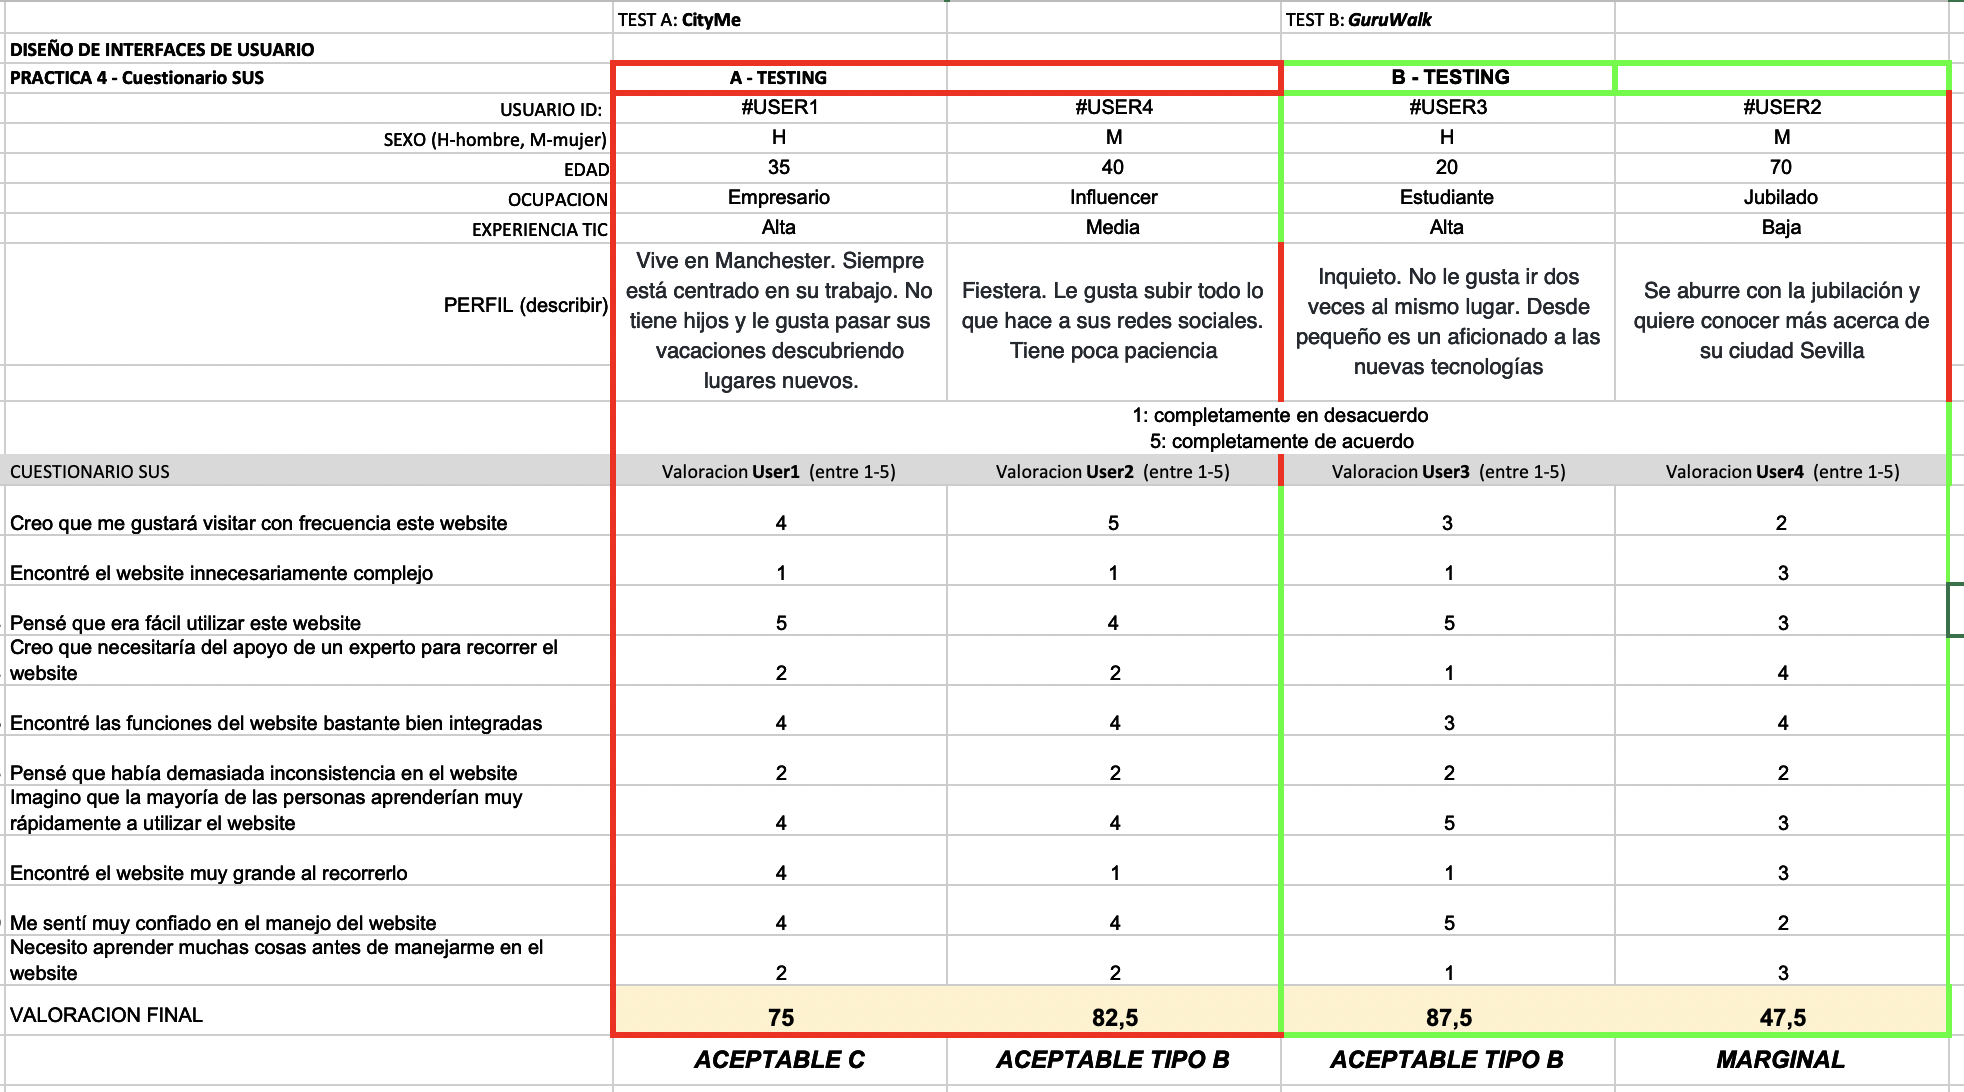 TEST A: CityMe TEST B: GuruWalk
DISEÑO DE INTERFACES DE USUARIO
PRACTICA 4 - Cuestionario SUS A - TESTING B - TESTING
USUARIO ID: #USER1 #USER4 #USER3 #USER2
SEXO (H-hombre, M-mujer) H M H M
EDAD 35 40 20 70
OCUPACION Empresario Influencer Estudiante Jubilado
EXPERIENCIA TIC Alta Media Alta Baja
PERFIL (describir)
Vive en Manchester. Siempre
está centrado en su trabajo. No
tiene hijos y le gusta pasar sus
vacaciones descubriendo
lugares nuevos.
Fiestera. Le gusta subir todo lo
que hace a sus redes sociales.
Tiene poca paciencia
Inquieto. No le gusta ir dos
veces al mismo lugar. Desde
pequeño es un aficionado a las
nuevas tecnologías
Se aburre con la jubilación y
quiere conocer más acerca de
su ciudad Sevilla
1: completamente en desacuerdo
5: completamente de acuerdo
CUESTIONARIO SUS Valoracion User1 (entre 1-5) Valoracion User2 (entre 1-5) Valoracion User3 (entre 1-5) Valoracion User4 (entre 1-5)
Creo que me gustará visitar con frecuencia este website 4 5 3 2
Encontré el website innecesariamente complejo 1 1 1 3
Pensé que era fácil utilizar este website 5 4 5 3
Creo que necesitaría del apoyo de un experto para recorrer el
website 2 2 1 4
Encontré las funciones del website bastante bien integradas 4 4 3 4
Pensé que había demasiada inconsistencia en el website 2 2 2 2
Imagino que la mayoría de las personas aprenderían muy
rápidamente a utilizar el website 4 4 5 3
Encontré el website muy grande al recorrerlo 4 1 1 3
Me sentí muy confiado en el manejo del website 4 4 5 2
Necesito aprender muchas cosas antes de manejarme en el
website 2 2 1 3
VALORACION FINAL 75 82,5 87,5 47,5
ACEPTABLE C ACEPTABLE TIPO B ACEPTABLE TIPO B MARGINAL